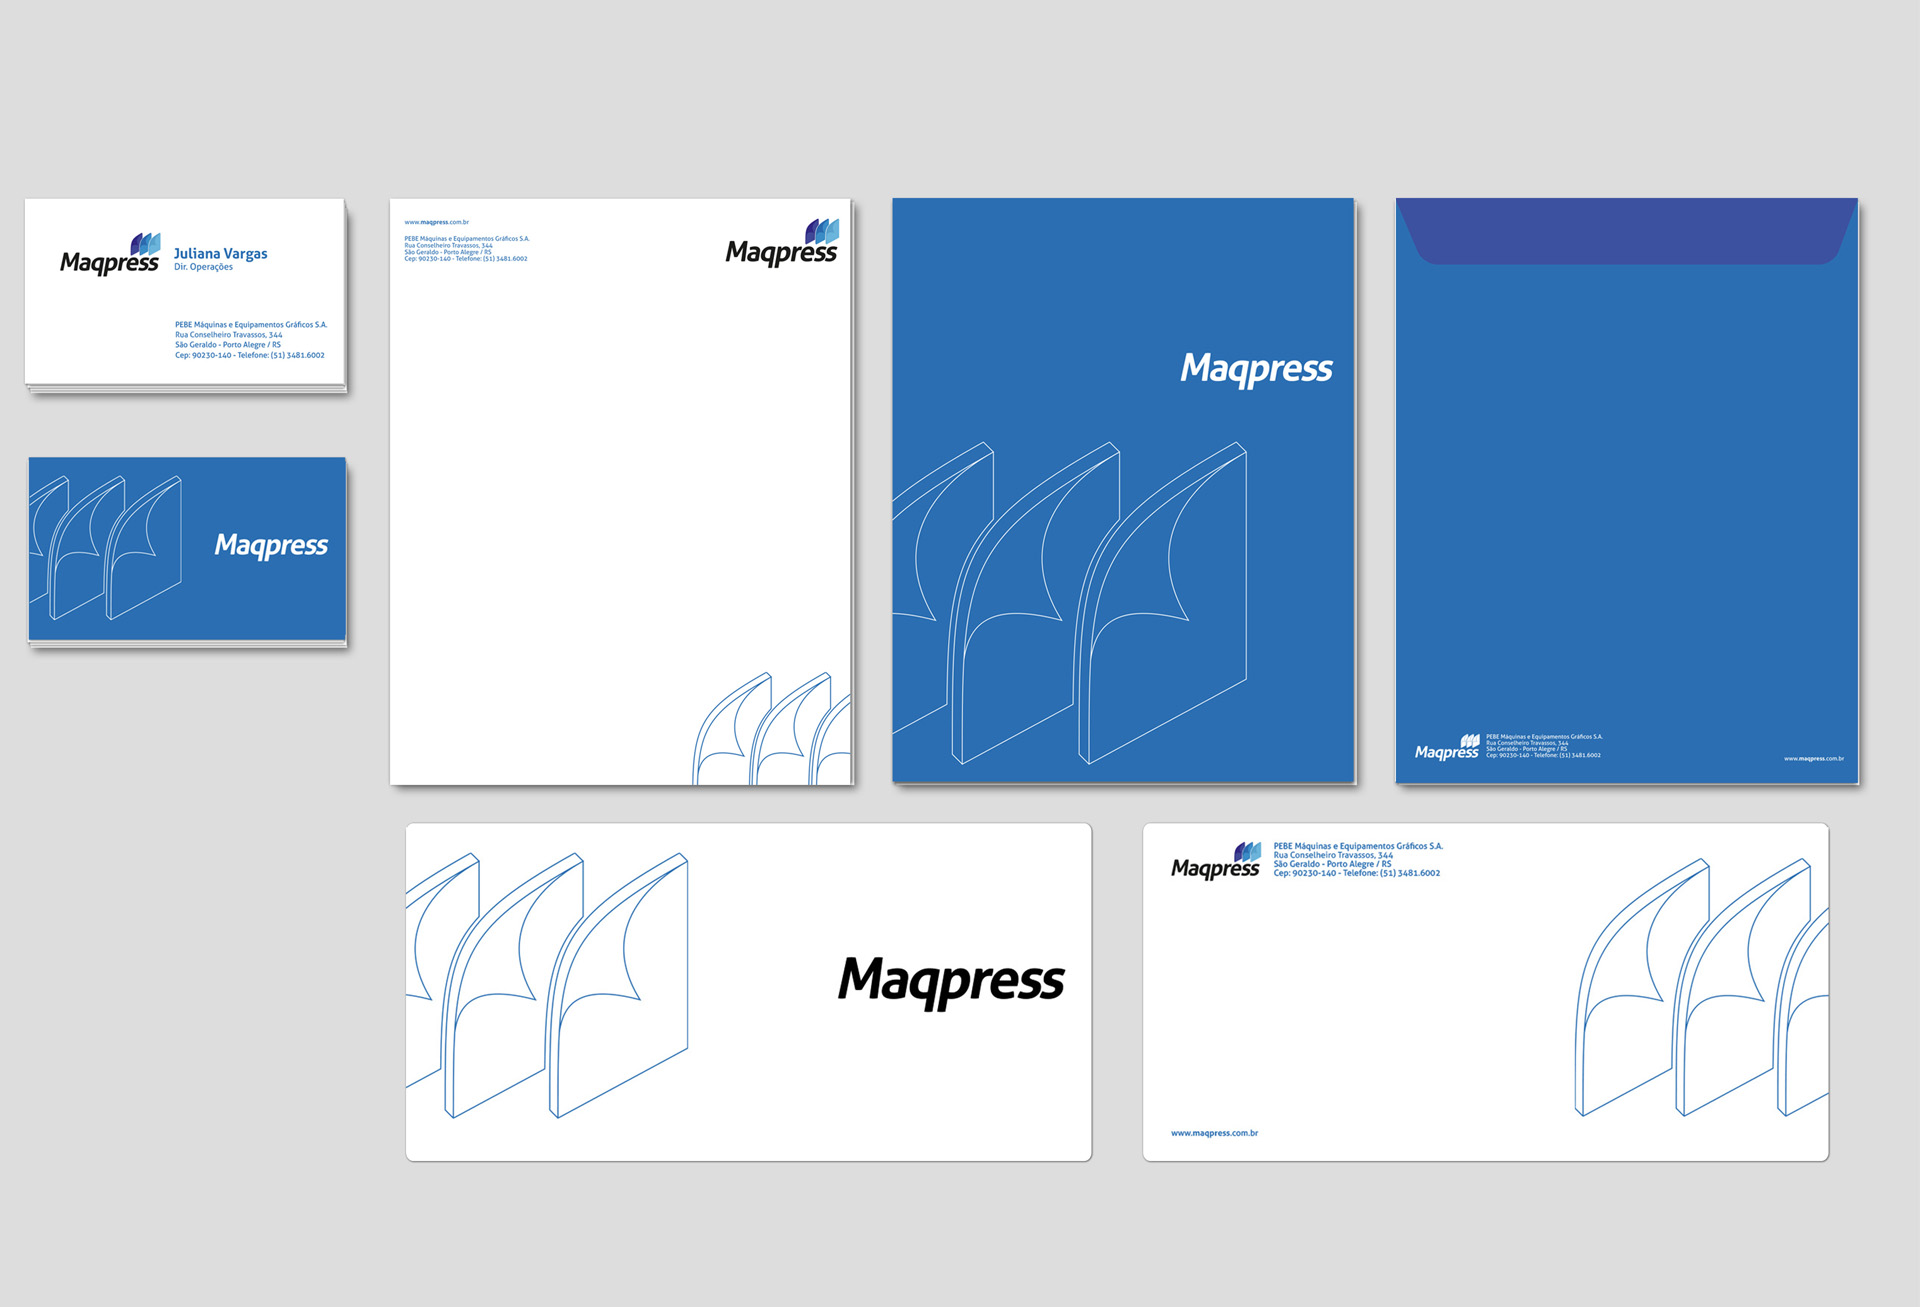 Maqpress
Juliana Vargas
Dir. Operações
PEBE Máquinas e Equipamentos Gráficos S.A.
Rua Conselheiro Travassos, 344
São Geraldo - Porto Alegre / RS
Cep: 90230-140 - Telefone: (51) 3481.6002
Maqpress
www.maqpress.com.br
PEBE Máquinas e Equipamentos Gráficos S.A.
Rua Conselheiro Travassos, 344
São Geraldo - Porto Alegre / RS
Cep: 90230-140 - Telefone: (51) 3481.6002
Maqpress
Maqpress
Maqpress
PEBE Máquinas e Equipamentos Gráficos S.A.
Rua Conselheiro Travassos, 344
São Geraldo - Porto Alegre / RS
Cep: 90230-140 - Telefone: (51) 3481.6002
www.maqpress.com.br
Maqpress
Maqpress
PEBE Máquinas e Equipamentos Gráficos S.A.
Rua Conselheiro Travassos, 344
São Geraldo - Porto Alegre / RS
Cep: 90230-140 - Telefone: (51) 3481.6002
www.maqpress.com.br